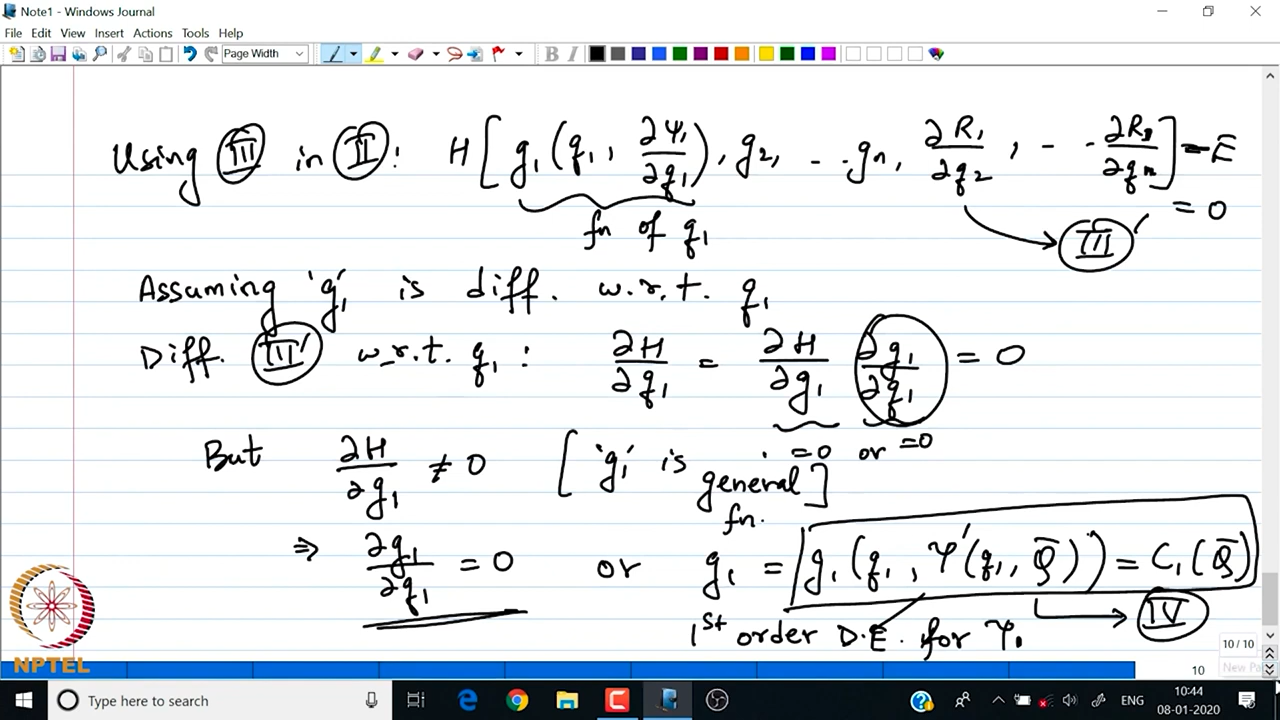 Note1 - Windows Journal
File Edit View Insert Actions Tools Help
Page Width
B I
Using III in II: H[g₁(q₁, ∂Ψ₁/∂q₁), g₂, - - gₙ, ∂R₁/∂q₂, - - ∂R₁/∂qₙ] - E
= 0
fn of q₁
III'
Assuming 'g₁' is diff. w.r.t. q₁
Diff. III' w.r.t. q₁ : ∂H/∂q₁ = ∂H/∂g₁ ∂g₁/∂q₁ = 0
= 0 or = 0
But ∂H/∂g₁ ≠ 0 ['g₁' is general fn.]
⇒ ∂g₁/∂q₁ = 0 or g₁ = g₁(q₁, Ψ'(q₁, Q̄)) = C₁(Q̄)
IV
1st order D.E. for Ψ₁
NPTEL
10 / 10
10
New Pa
Type here to search
ENG
10:44
08-01-2020